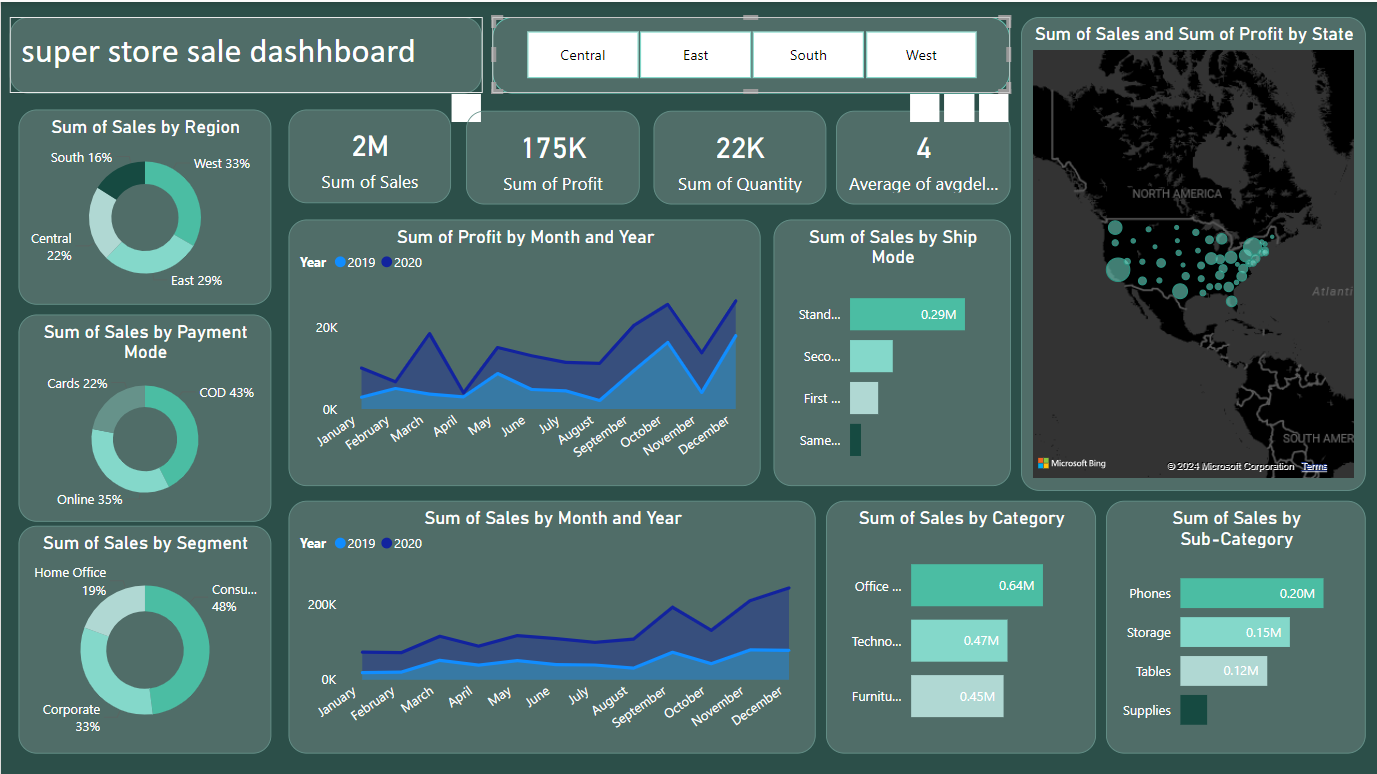 super store sale dashhboard
Central
East
South
West
Sum of Sales and Sum of Profit by State
NORTH AMERICA
Atlanti
SOUTH AMER
Microsoft Bing
© 2024 Microsoft Corporation Terms
Sum of Sales by Region
South 16%
West 33%
Central
22%
East 29%
2M
Sum of Sales
175K
Sum of Profit
22K
Sum of Quantity
4
Average of avgdel...
Sum of Profit by Month and Year
Year 2019 2020
20K
0K
January
February
March
April
May
June
July
August
September
October
November
December
Sum of Sales by Ship
Mode
Stand... 0.29M
Seco...
First ...
Same...
Sum of Sales by Payment
Mode
Cards 22%
COD 43%
Online 35%
Sum of Sales by Segment
Home Office
19%
Consu...
48%
Corporate
33%
Sum of Sales by Month and Year
Year 2019 2020
200K
0K
January
February
March
April
May
June
July
August
September
October
November
December
Sum of Sales by Category
Office ... 0.64M
Techno... 0.47M
Furnitu... 0.45M
Sum of Sales by
Sub-Category
Phones 0.20M
Storage 0.15M
Tables 0.12M
Supplies